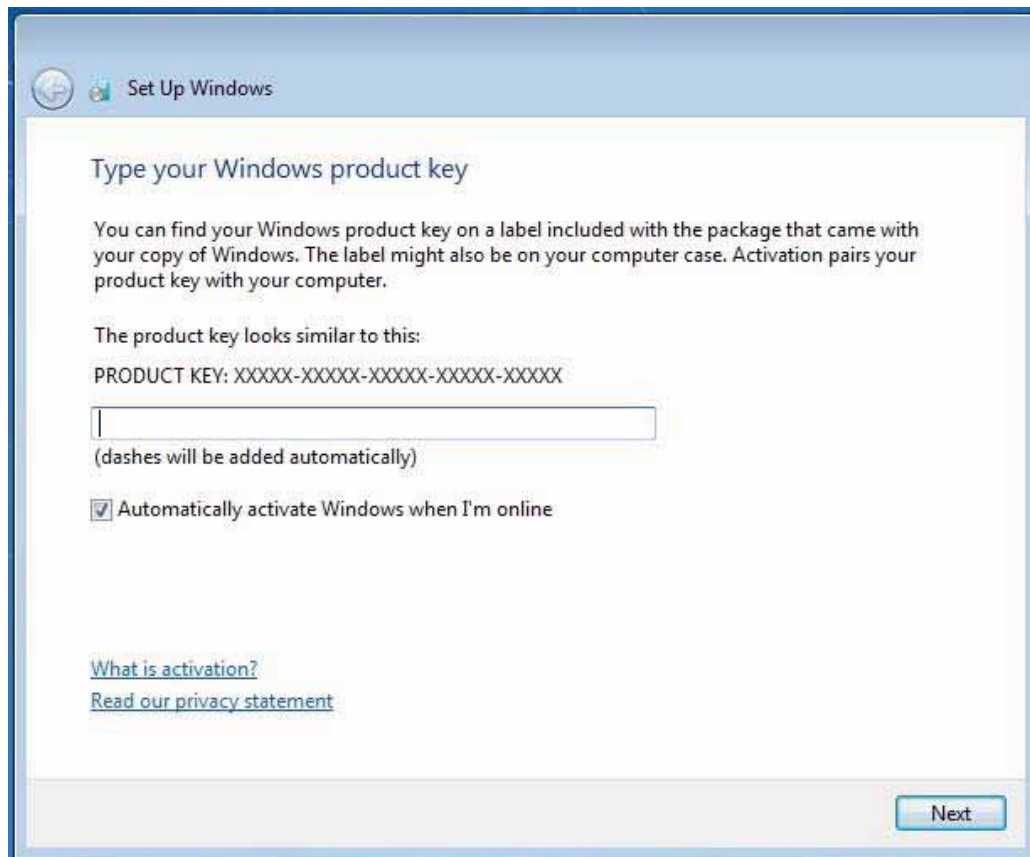 Set Up Windows
Type your Windows product key
You can find your Windows product key on a label included with the package that came with
your copy of Windows. The label might also be on your computer case. Activation pairs your
product key with your computer.
The product key looks similar to this:
PRODUCT KEY: XXXXX-XXXXX-XXXXX-XXXXX-XXXXX
(dashes will be added automatically)
Automatically activate Windows when I'm online
What is activation?
Read our privacy statement
Next